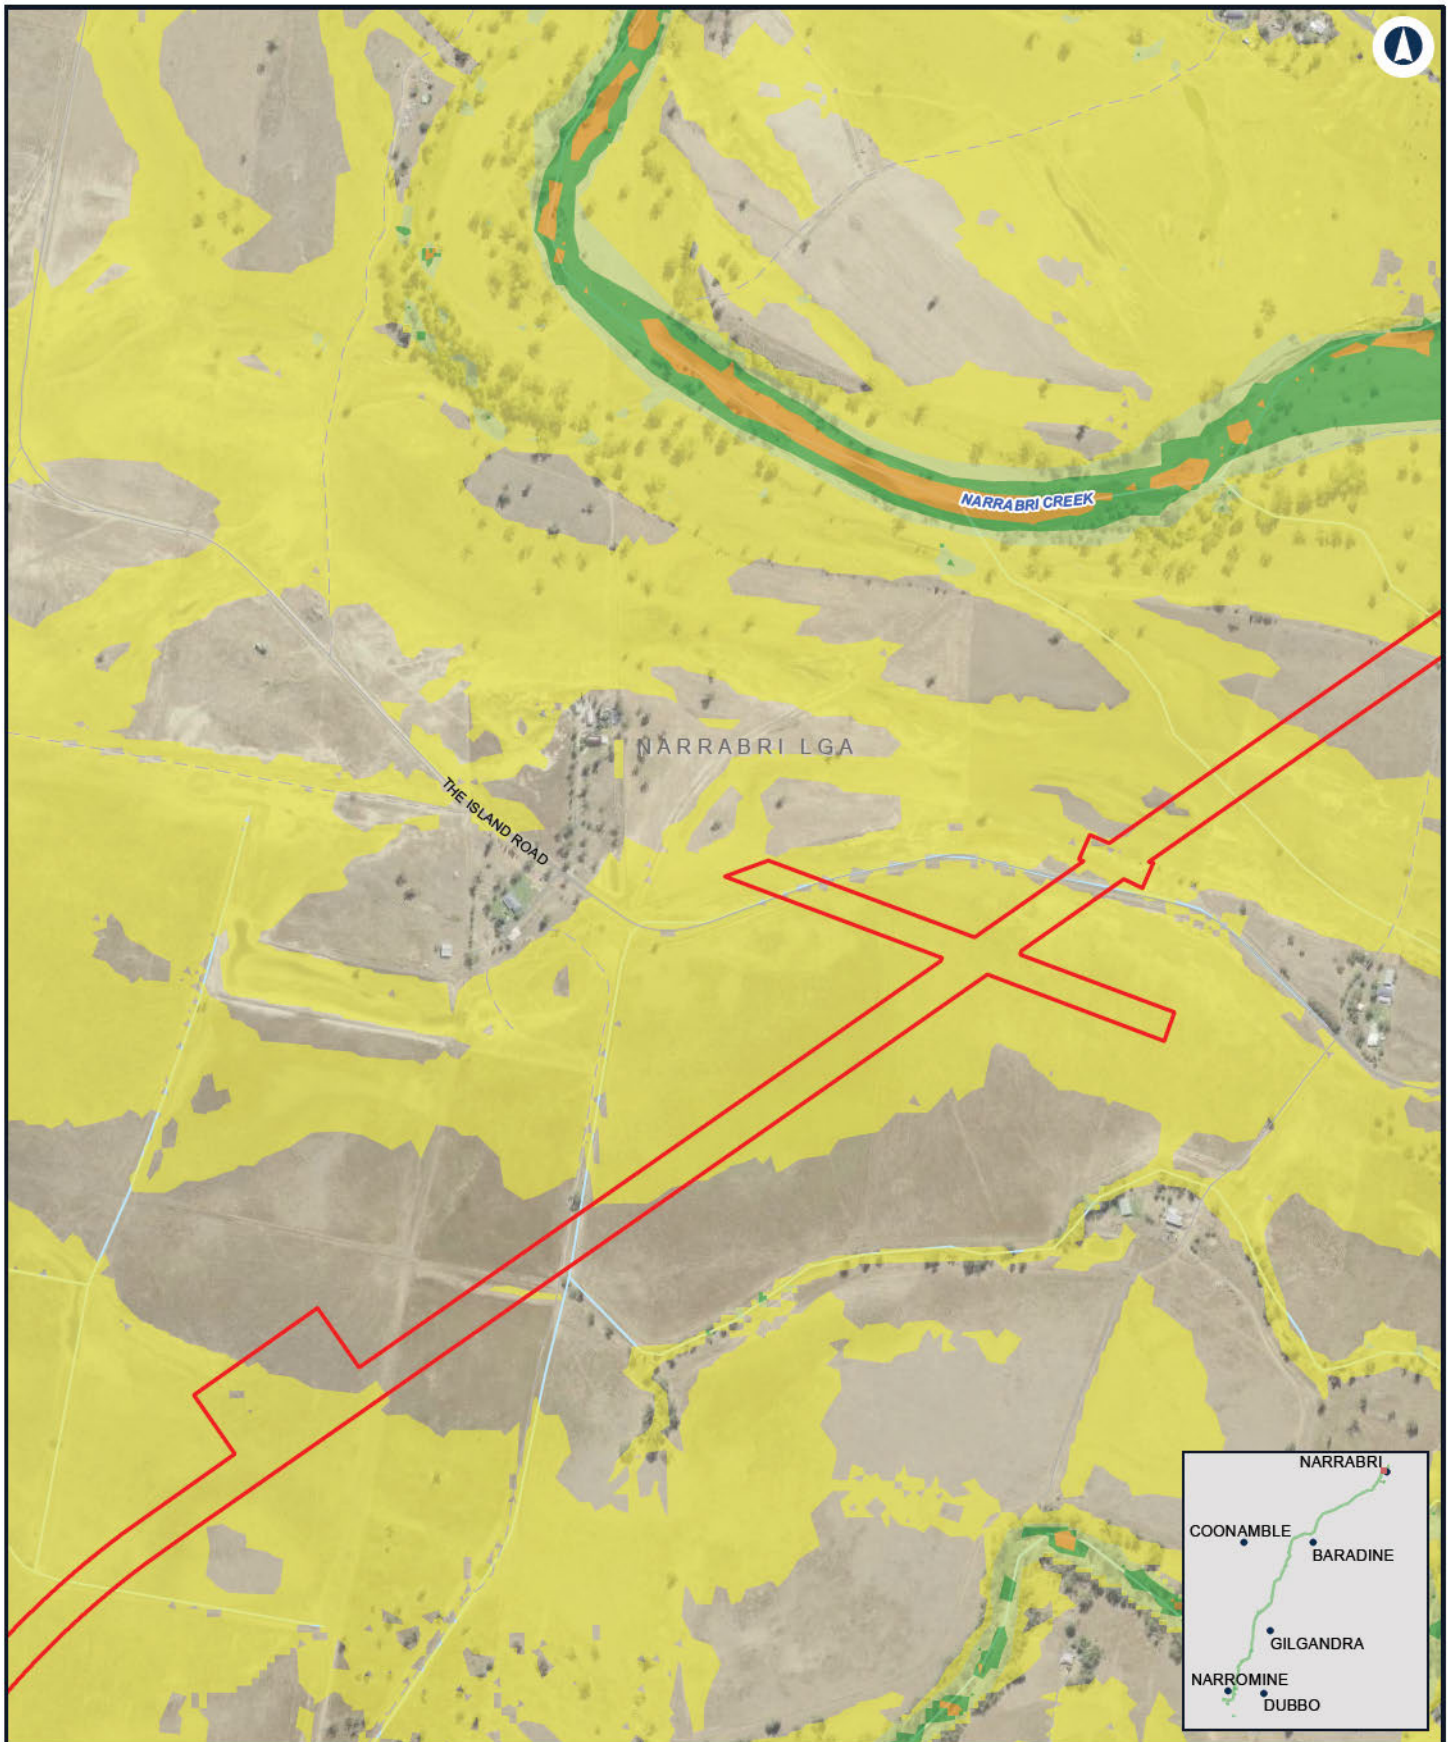 NARRABRI CREEK
NARRABRI LGA
THE ISLAND ROAD
NARRABRI
COONAMBLE
BARADINE
GILGANDRA
NARROMINE
DUBBO